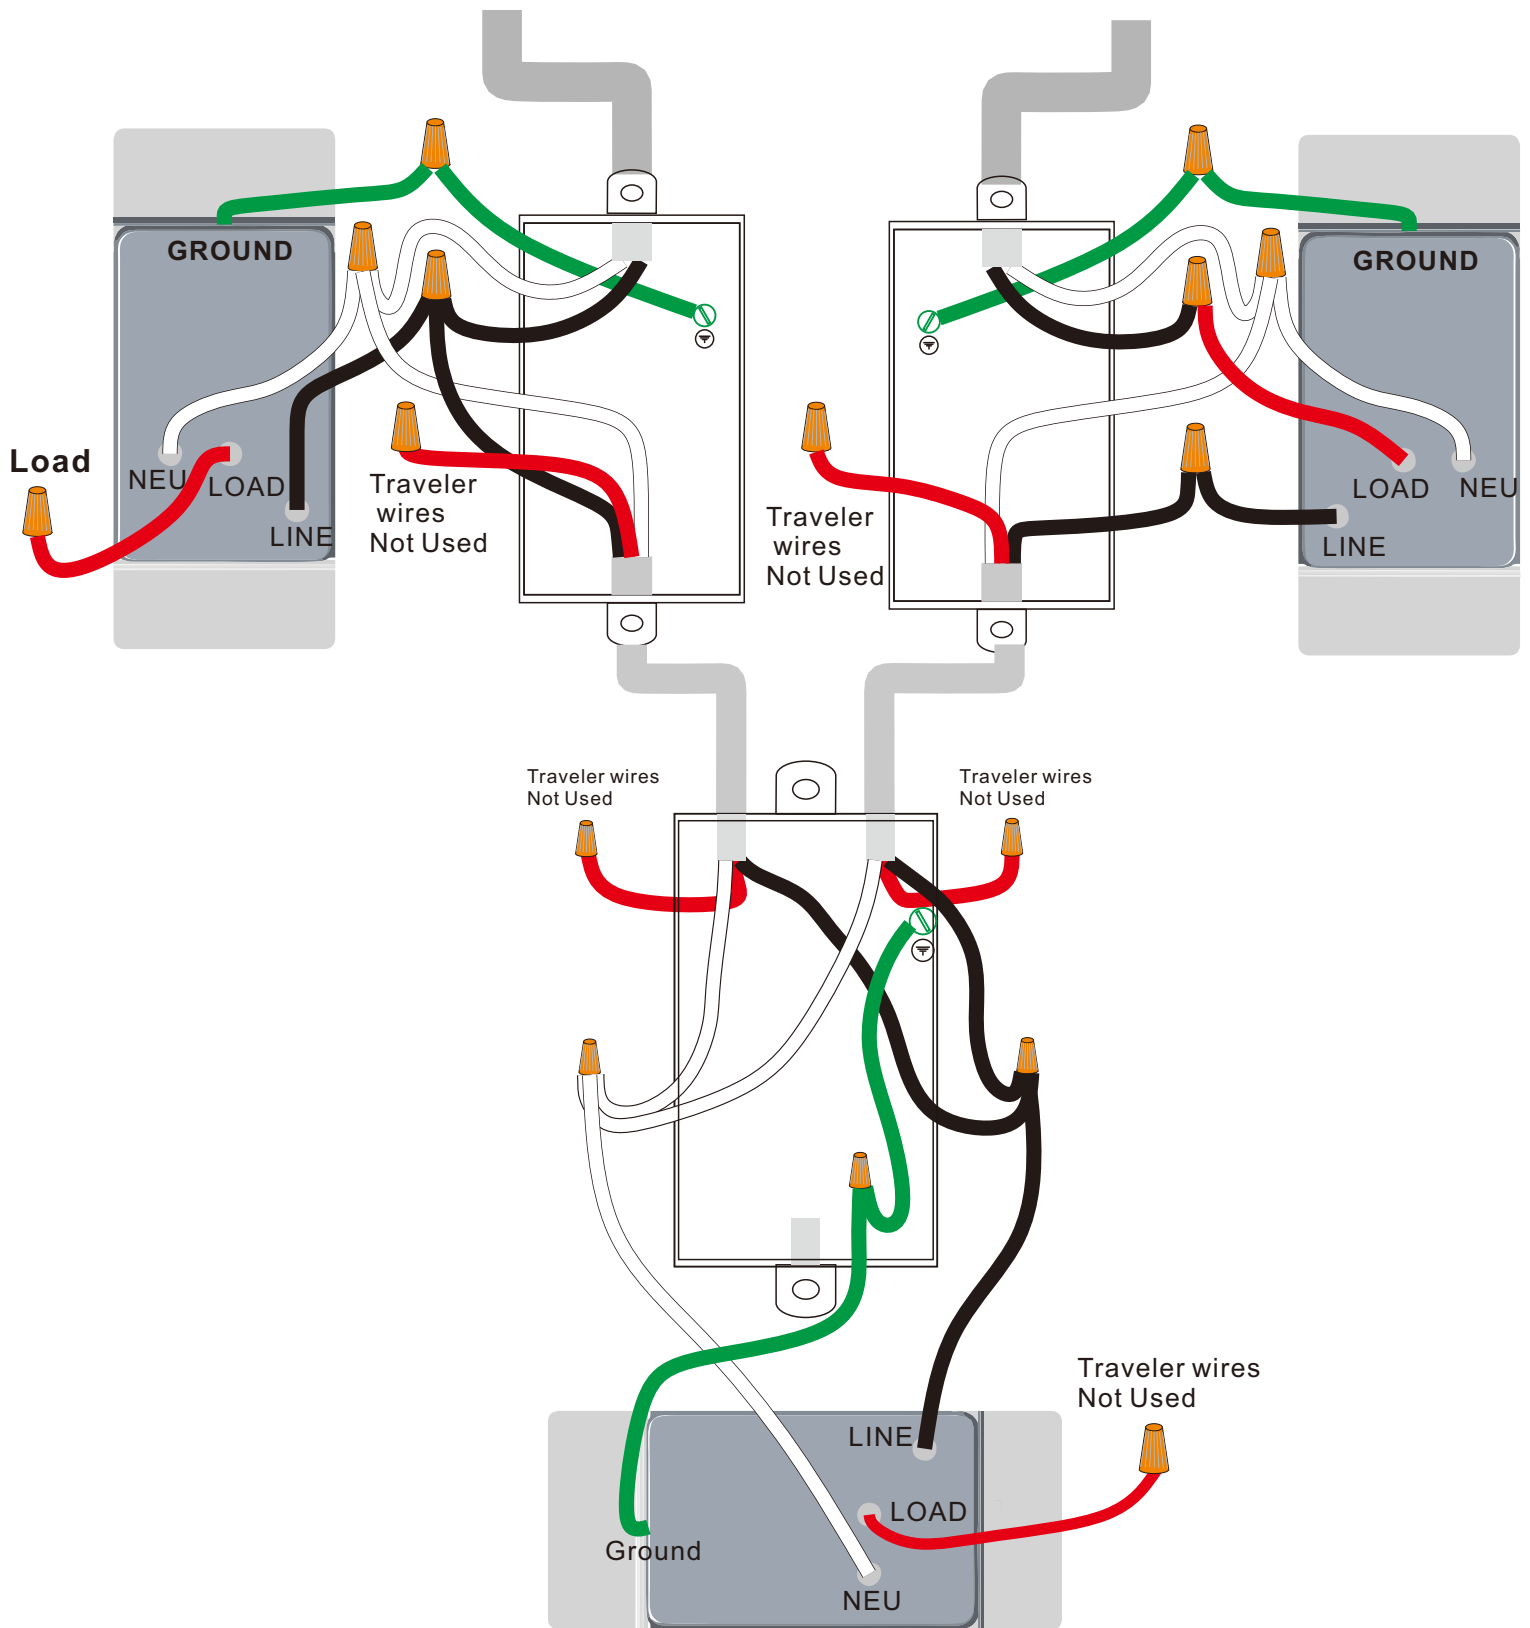 GROUND
GROUND
Load
NEU
LOAD
LINE
Traveler
wires
Not Used
Traveler
wires
Not Used
LOAD
NEU
LINE
Traveler wires
Not Used
Traveler wires
Not Used
Traveler wires
Not Used
LINE
LOAD
Ground
NEU